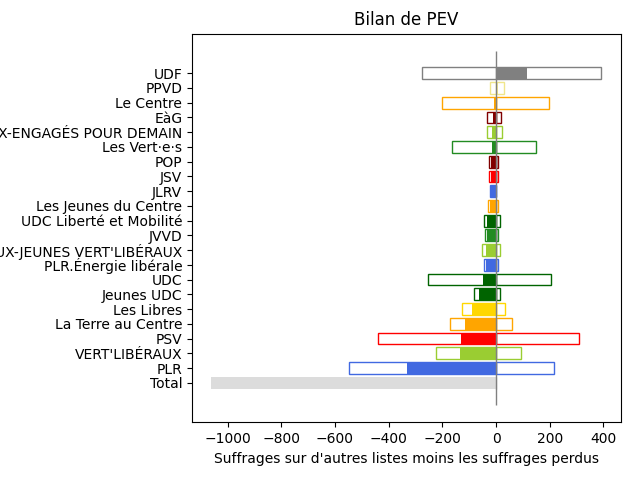 Bilan de PEV
UDF
PPVD
Le Centre
EàG
X-ENGAGÉS POUR DEMAIN
Les Vert·e·s
POP
JSV
JLRV
Les Jeunes du Centre
UDC Liberté et Mobilité
JVVD
UX-JEUNES VERT'LIBÉRAUX
PLR.Énergie libérale
UDC
Jeunes UDC
Les Libres
La Terre au Centre
PSV
VERT'LIBÉRAUX
PLR
Total
−1000 −800 −600 −400 −200 0 200 400
Suffrages sur d'autres listes moins les suffrages perdus